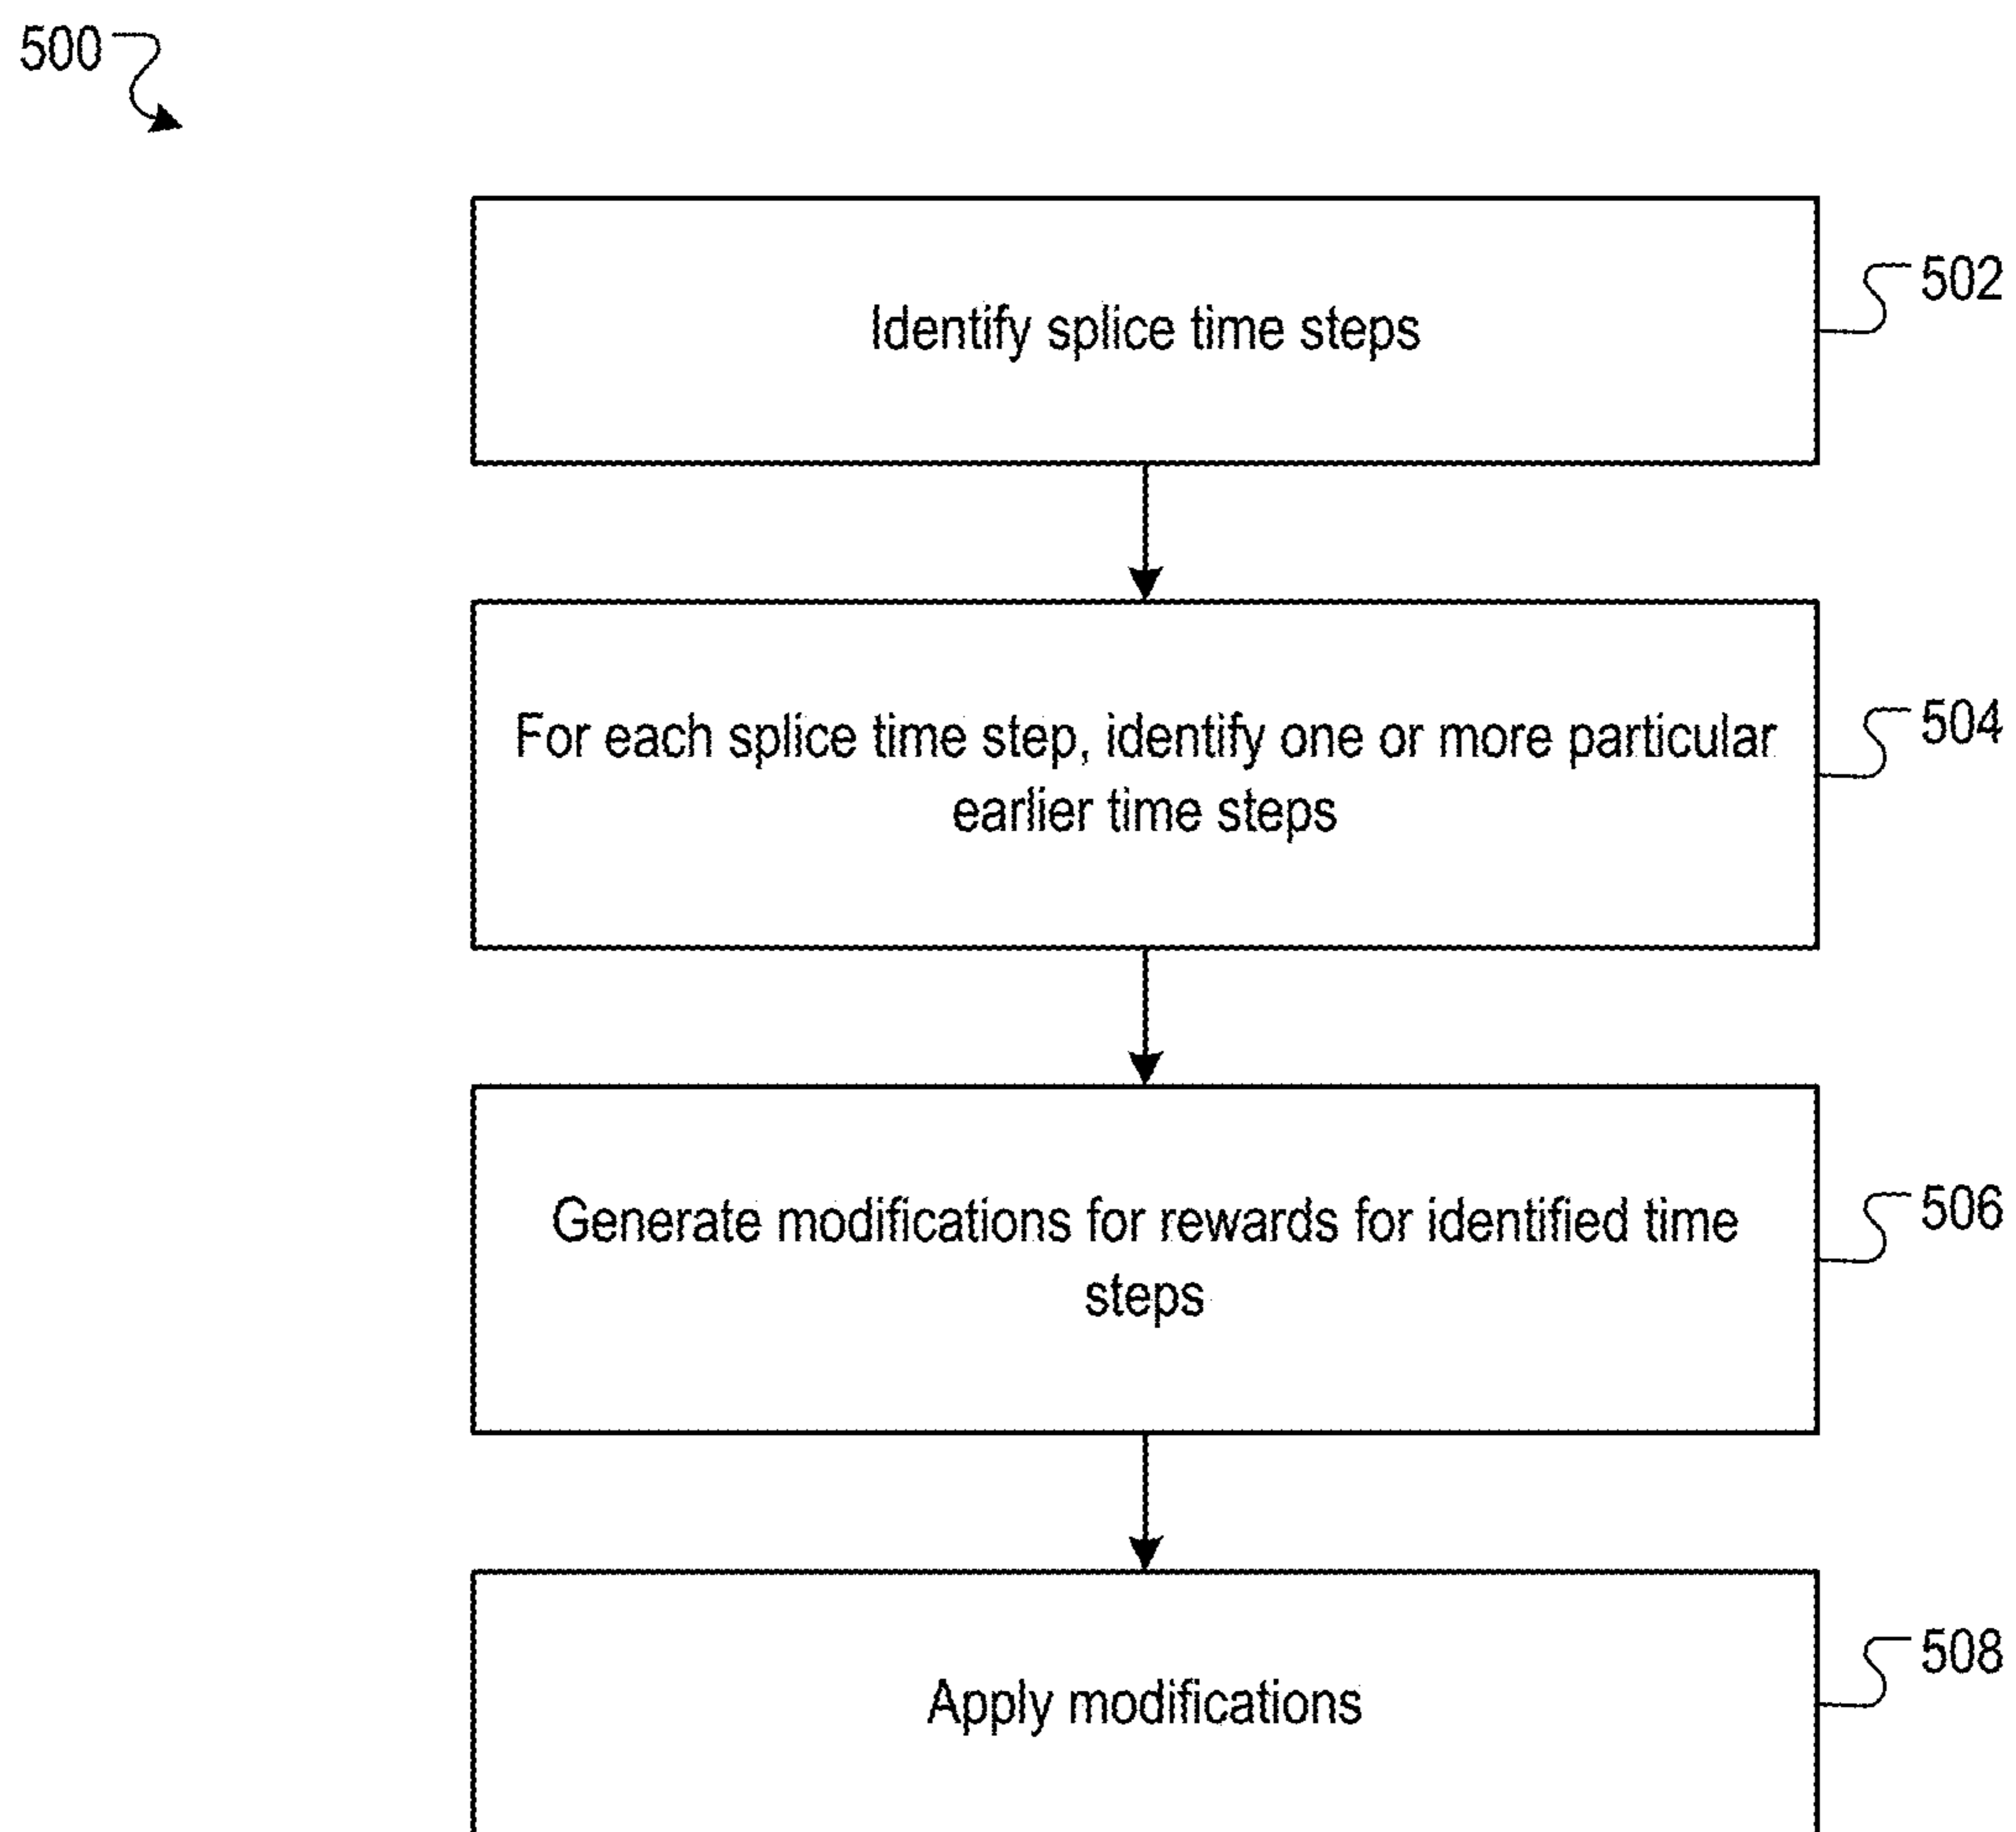 500
Identify splice time steps
502
For each splice time step, identify one or more particular
earlier time steps
504
Generate modifications for rewards for identified time
steps
506
Apply modifications
508